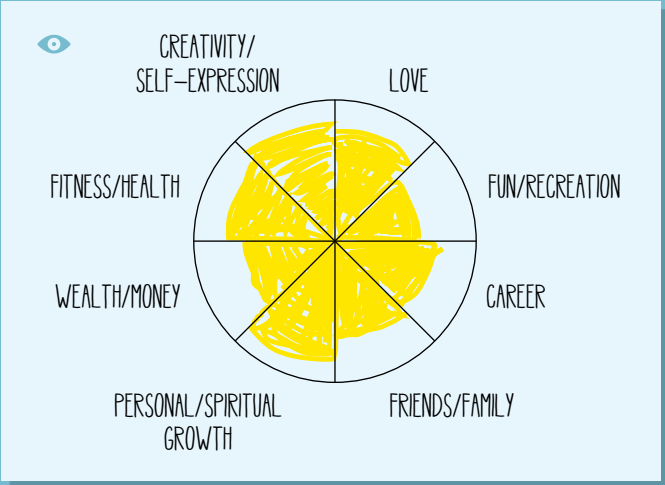 CREATIVITY/
SELF–EXPRESSION
LOVE
FITNESS/HEALTH
FUN/RECREATION
WEALTH/MONEY
CAREER
PERSONAL/SPIRITUAL
GROWTH
FRIENDS/FAMILY